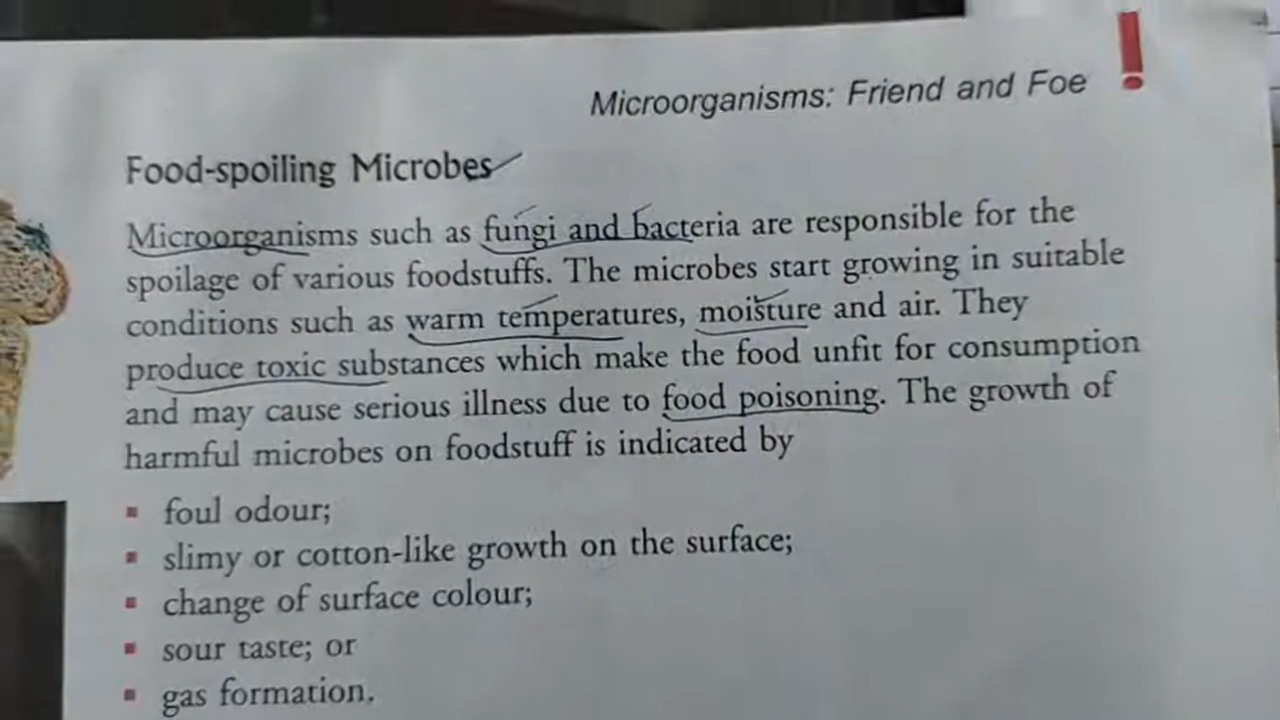 Microorganisms: Friend and Foe
Food-spoiling Microbes
Microorganisms such as fungi and bacteria are responsible for the
spoilage of various foodstuffs. The microbes start growing in suitable
conditions such as warm temperatures, moisture and air. They
produce toxic substances which make the food unfit for consumption
and may cause serious illness due to food poisoning. The growth of
harmful microbes on foodstuff is indicated by
▪ foul odour;
▪ slimy or cotton-like growth on the surface;
▪ change of surface colour;
▪ sour taste; or
▪ gas formation.